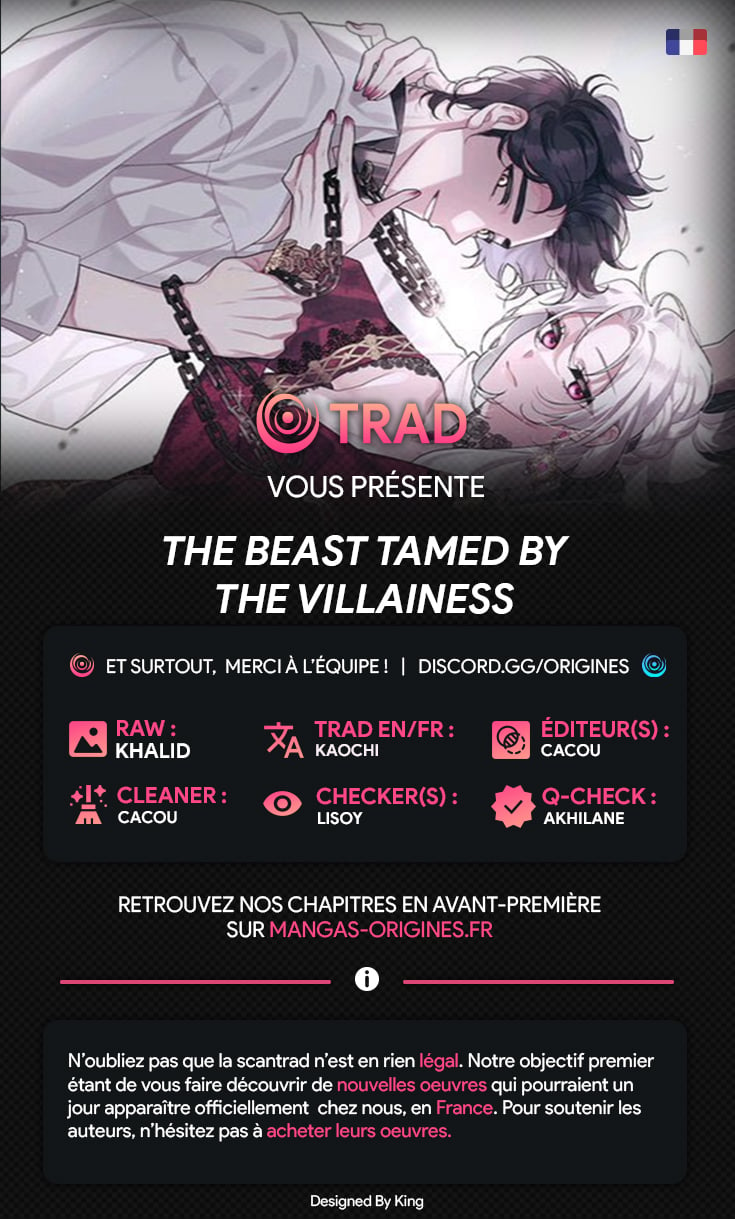 TRAD
VOUS PRÉSENTE
THE BEAST TAMED BY
THE VILLAINESS
ET SURTOUT, MERCI À L'ÉQUIPE ! | DISCORD.GG/ORIGINES
RAW :
KHALID
TRAD EN/FR :
KAOCHI
ÉDITEUR(S) :
CACOU
CLEANER :
CACOU
CHECKER(S) :
LISOY
Q-CHECK :
AKHILANE
RETROUVEZ NOS CHAPITRES EN AVANT-PREMIÈRE
SUR MANGAS-ORIGINES.FR
N'oubliez pas que la scantrad n'est en rien légal. Notre objectif premier
étant de vous faire découvrir de nouvelles oeuvres qui pourraient un
jour apparaître officiellement chez nous, en France. Pour soutenir les
auteurs, n'hésitez pas à acheter leurs oeuvres.
Designed By King